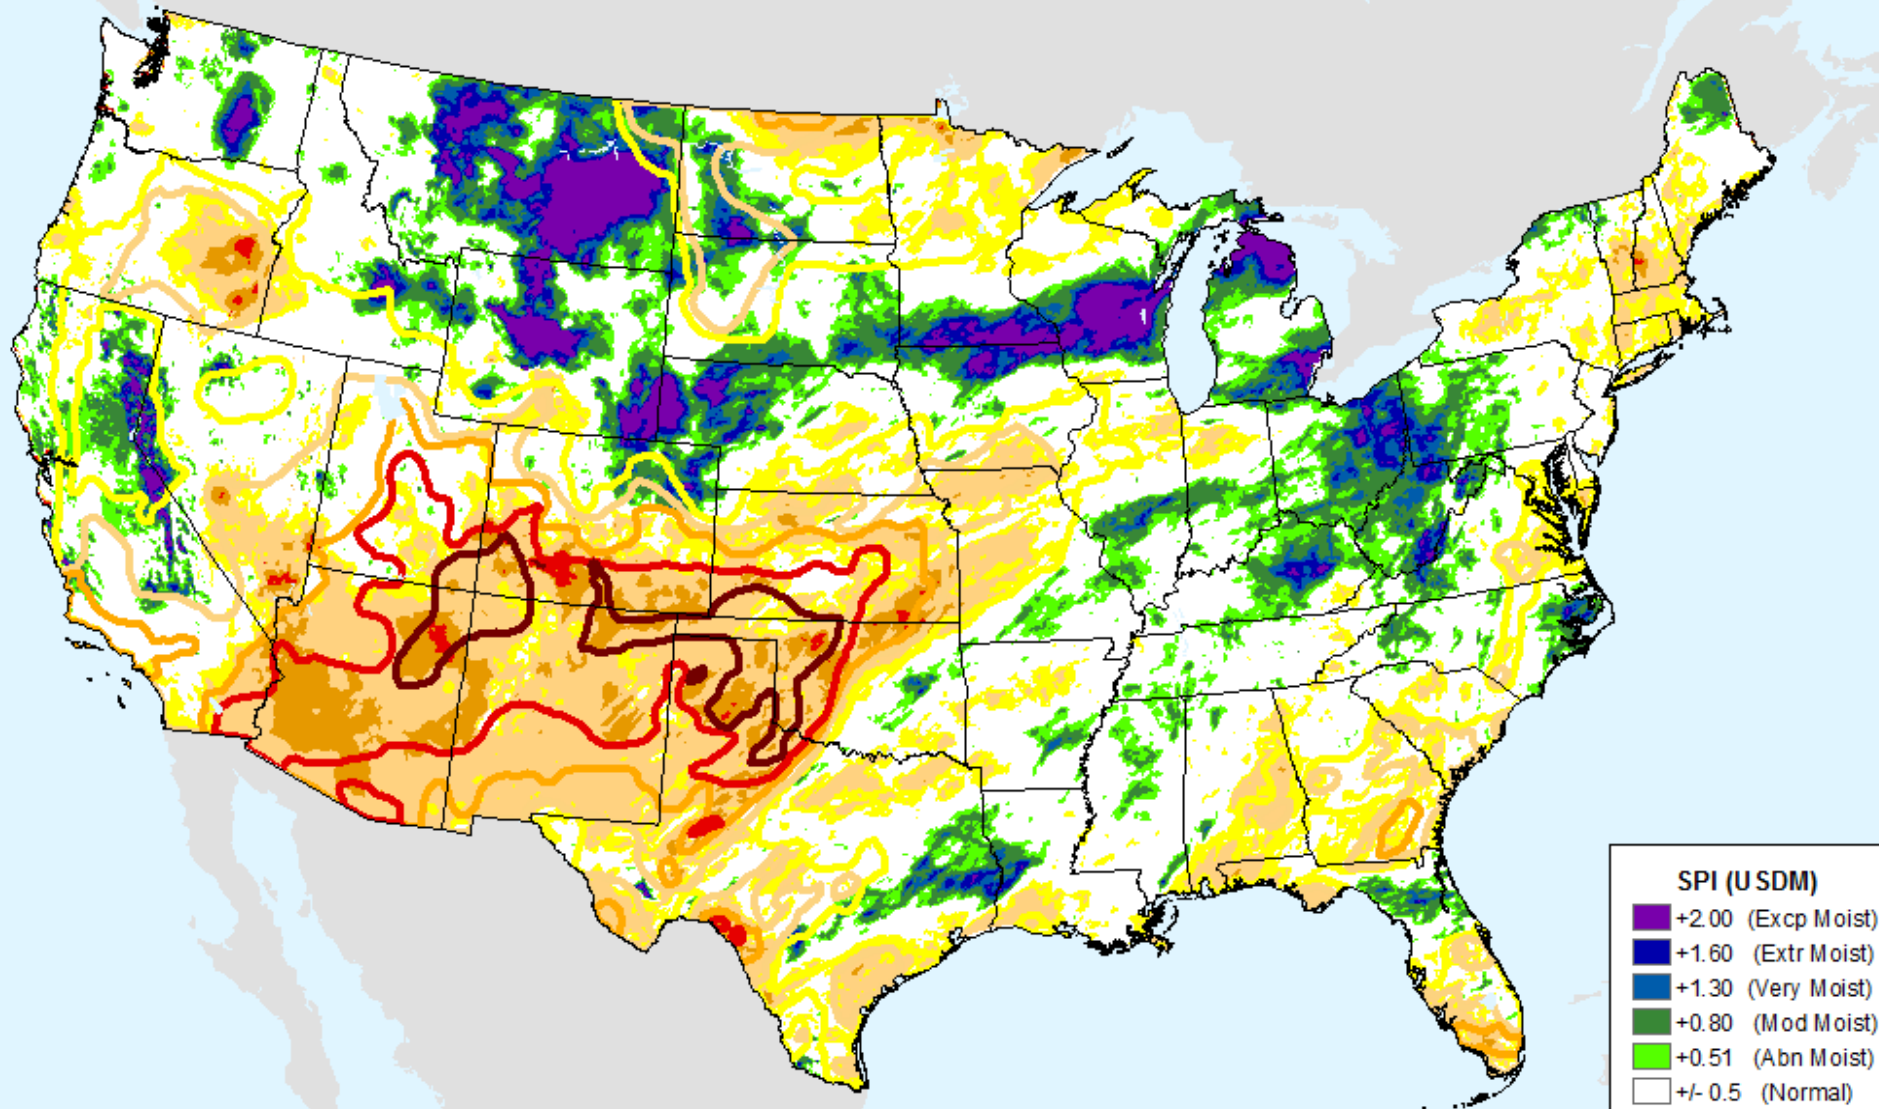 SPI (USDM)
+2.00 (Excp Moist)
+1.60 (Extr Moist)
+1.30 (Very Moist)
+0.80 (Mod Moist)
+0.51 (Abn Moist)
+/- 0.5 (Normal)